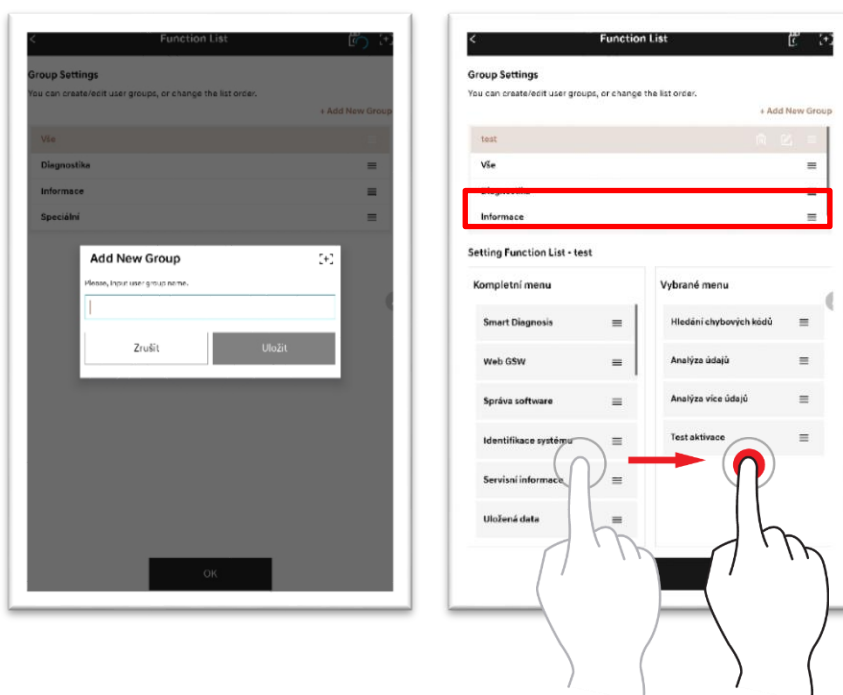 Function List
Group Settings
You can create/edit user groups, or change the list order.
+ Add New Group
Vše
Diagnostika
Informace
Speciální
Add New Group
Please, input user group name.
Zrušit
Uložit
OK
Function List
Group Settings
You can create/edit user groups, or change the list order.
+ Add New Group
test
Vše
Diagnostika
Informace
Setting Function List - test
Kompletní menu
Vybrané menu
Smart Diagnosis
Hledání chybových kódů
Web GSW
Analýza údajů
Správa software
Analýza více údajů
Identifikace systému
Test aktivace
Servisní informace
Uložená data